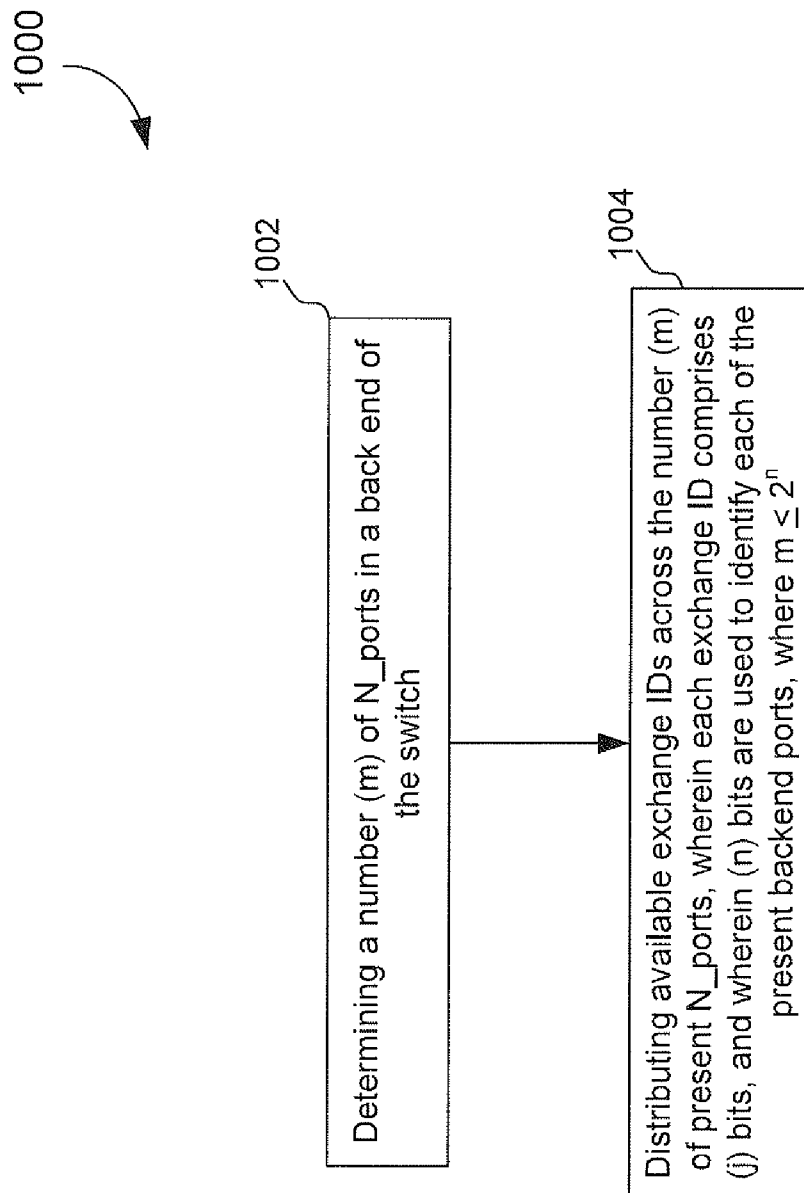 1000
1002
Determining a number (m) of N_ports in a back end of
the switch
1004
Distributing available exchange IDs across the number (m)
of present N_ports, wherein each exchange ID comprises
(j) bits, and wherein (n) bits are used to identify each of the
present backend ports, where m ≤ 2ⁿ